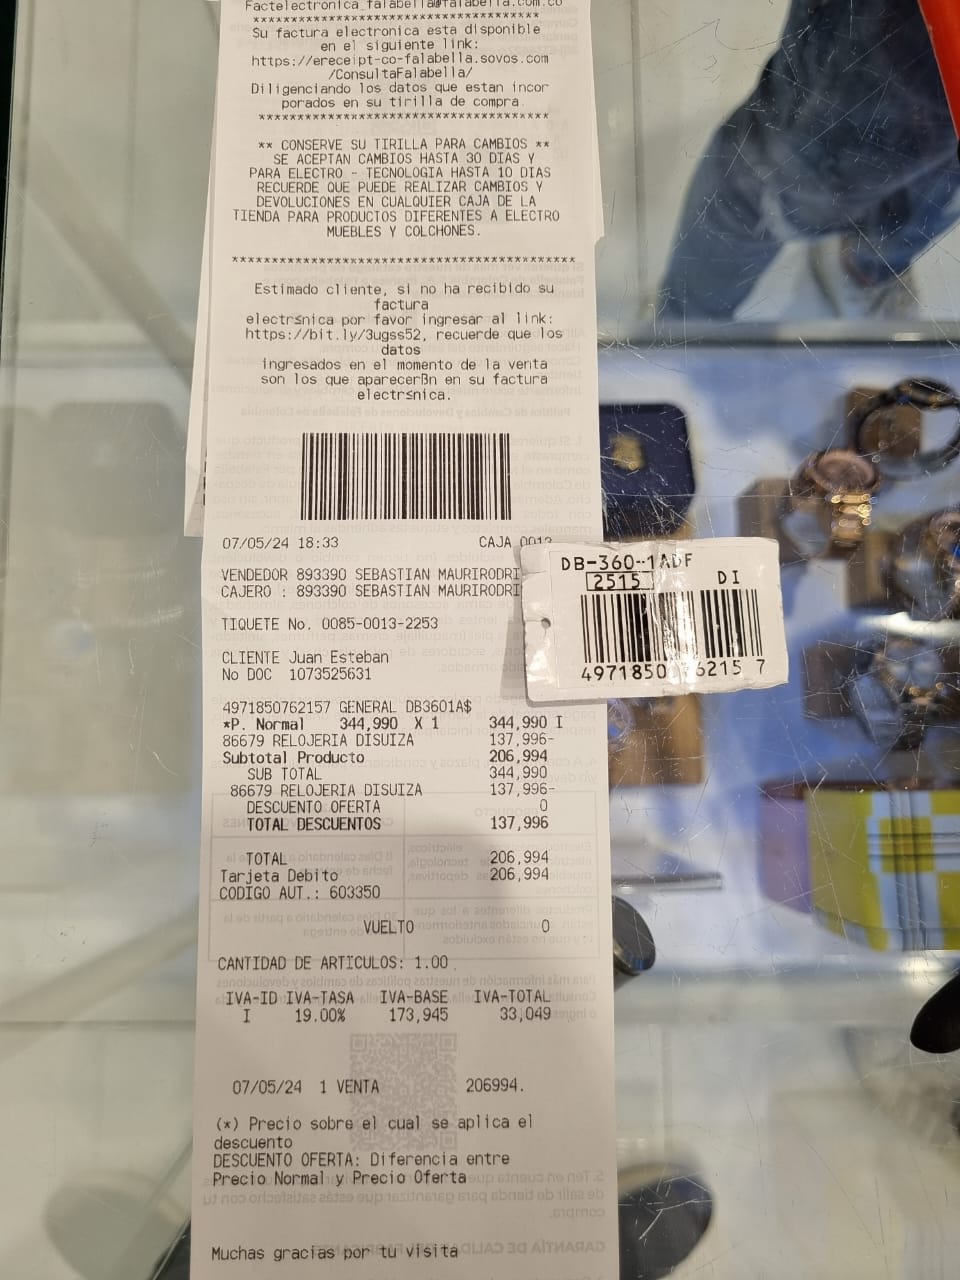 Factelectronica_falabella@falabella.com.co
****************************************
Su factura electronica esta disponible
en el siguiente link:
https://ereceipt-co-falabella.sovos.com
/ConsultaFalabella/
Diligenciando los datos que estan incor
porados en su tirilla de compra.
****************************************
** CONSERVE SU TIRILLA PARA CAMBIOS **
SE ACEPTAN CAMBIOS HASTA 30 DIAS Y
PARA ELECTRO - TECNOLOGIA HASTA 10 DIAS
RECUERDE QUE PUEDE REALIZAR CAMBIOS Y
DEVOLUCIONES EN CUALQUIER CAJA DE LA
TIENDA PARA PRODUCTOS DIFERENTES A ELECTRO
MUEBLES Y COLCHONES.
****************************************
Estimado cliente, si no ha recibido su
factura
electr≤nica por favor ingresar al link:
https://bit.ly/3ugss52, recuerde que los
datos
ingresados en el momento de la venta
son los que aparecerßn en su factura
electr≤nica.
07/05/24 18:33 CAJA 0013
VENDEDOR 893390 SEBASTIAN MAURIRODRI
CAJERO : 893390 SEBASTIAN MAURIRODRI
TIQUETE No. 0085-0013-2253
CLIENTE Juan Esteban
No DOC 1073525631
4971850762157 GENERAL DB3601A$
*P. Normal 344,990 X 1 344,990 I
86679 RELOJERIA DISUIZA 137,996-
Subtotal Producto 206,994
SUB TOTAL 344,990
86679 RELOJERIA DISUIZA 137,996-
DESCUENTO OFERTA 0
TOTAL DESCUENTOS 137,996
TOTAL 206,994
Tarjeta Debito 206,994
CODIGO AUT.: 603350
VUELTO 0
CANTIDAD DE ARTICULOS: 1.00
IVA-ID IVA-TASA IVA-BASE IVA-TOTAL
I 19.00% 173,945 33,049
07/05/24 1 VENTA 206994.
(*) Precio sobre el cual se aplica el
descuento
DESCUENTO OFERTA: Diferencia entre
Precio Normal y Precio Oferta
Muchas gracias por tu visita
DB-360-1ADF
2515 DI
4971850 6215 7